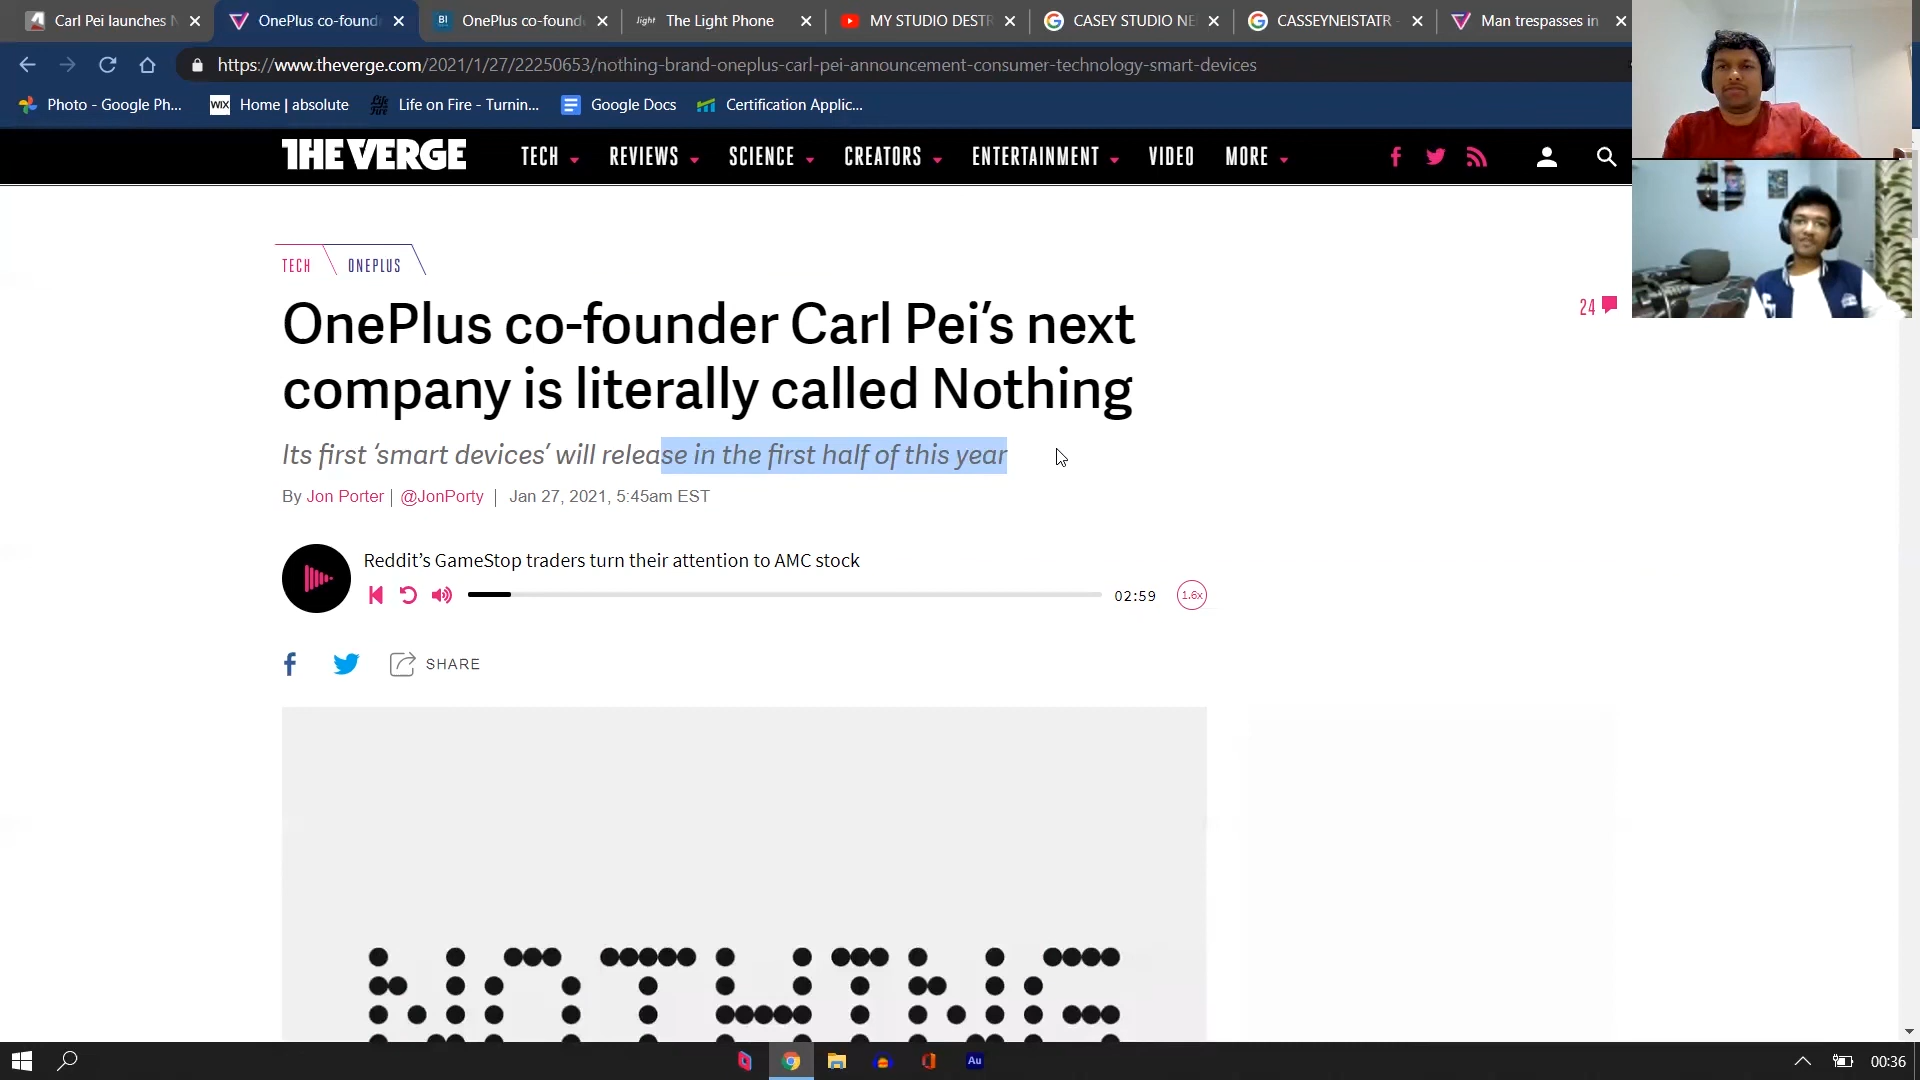 Carl Pei launches N
OnePlus co-found
BI
OnePlus co-found
light
The Light Phone
MY STUDIO DESTR
CASEY STUDIO NE
CASSEYNEISTATR -
Man trespasses in
https://www.theverge.com/2021/1/27/22250653/nothing-brand-oneplus-carl-pei-announcement-consumer-technology-smart-devices
Photo - Google Ph...
WIX
Home | absolute
Life on Fire - Turnin...
Google Docs
Certification Applic...
THE VERGE
TECH
REVIEWS
SCIENCE
CREATORS
ENTERTAINMENT
VIDEO
MORE
TECH
ONEPLUS
OnePlus co-founder Carl Pei’s next
company is literally called Nothing
24
Its first ‘smart devices’ will release in the first half of this year
By Jon Porter | @JonPorty | Jan 27, 2021, 5:45am EST
Reddit’s GameStop traders turn their attention to AMC stock
02:59
1.6x
SHARE
NOTHING
Au
00:36